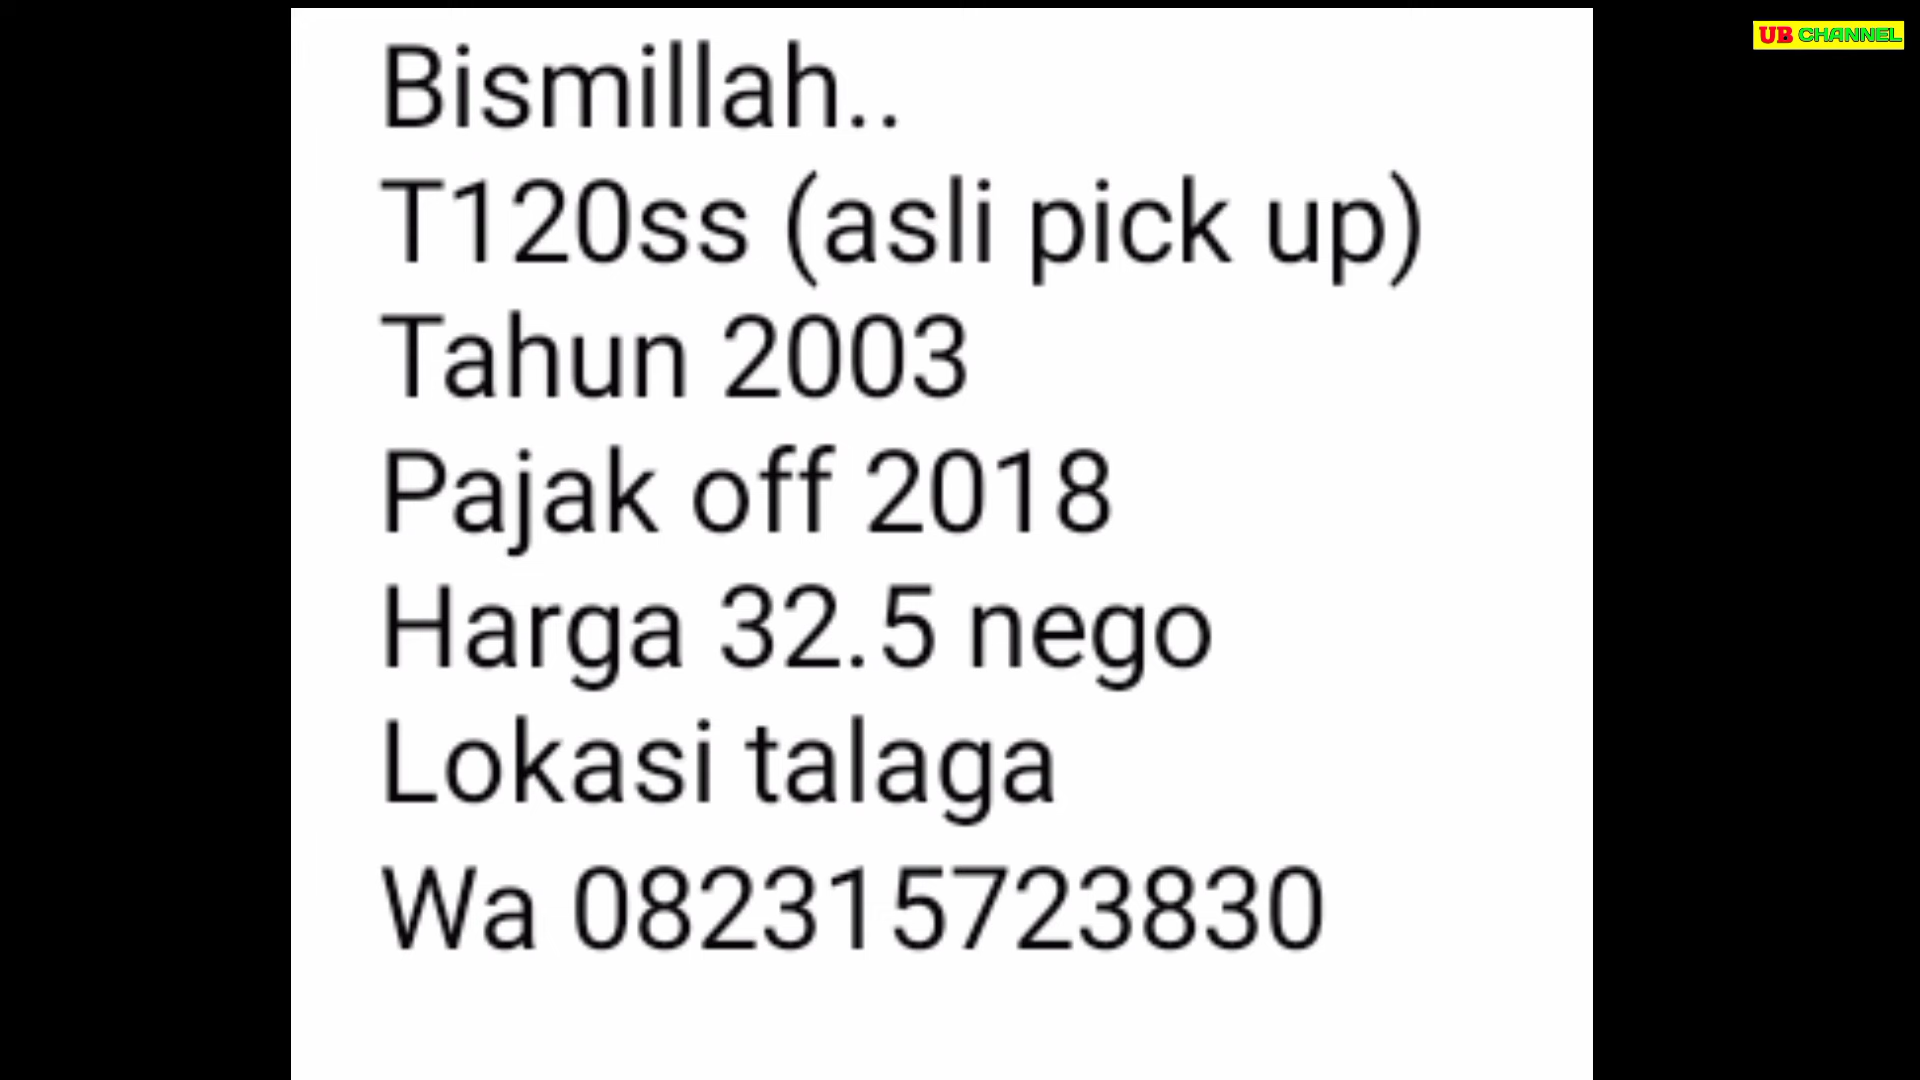 UB CHANNEL
Bismillah..
T120ss (asli pick up)
Tahun 2003
Pajak off 2018
Harga 32.5 nego
Lokasi talaga
Wa 082315723830